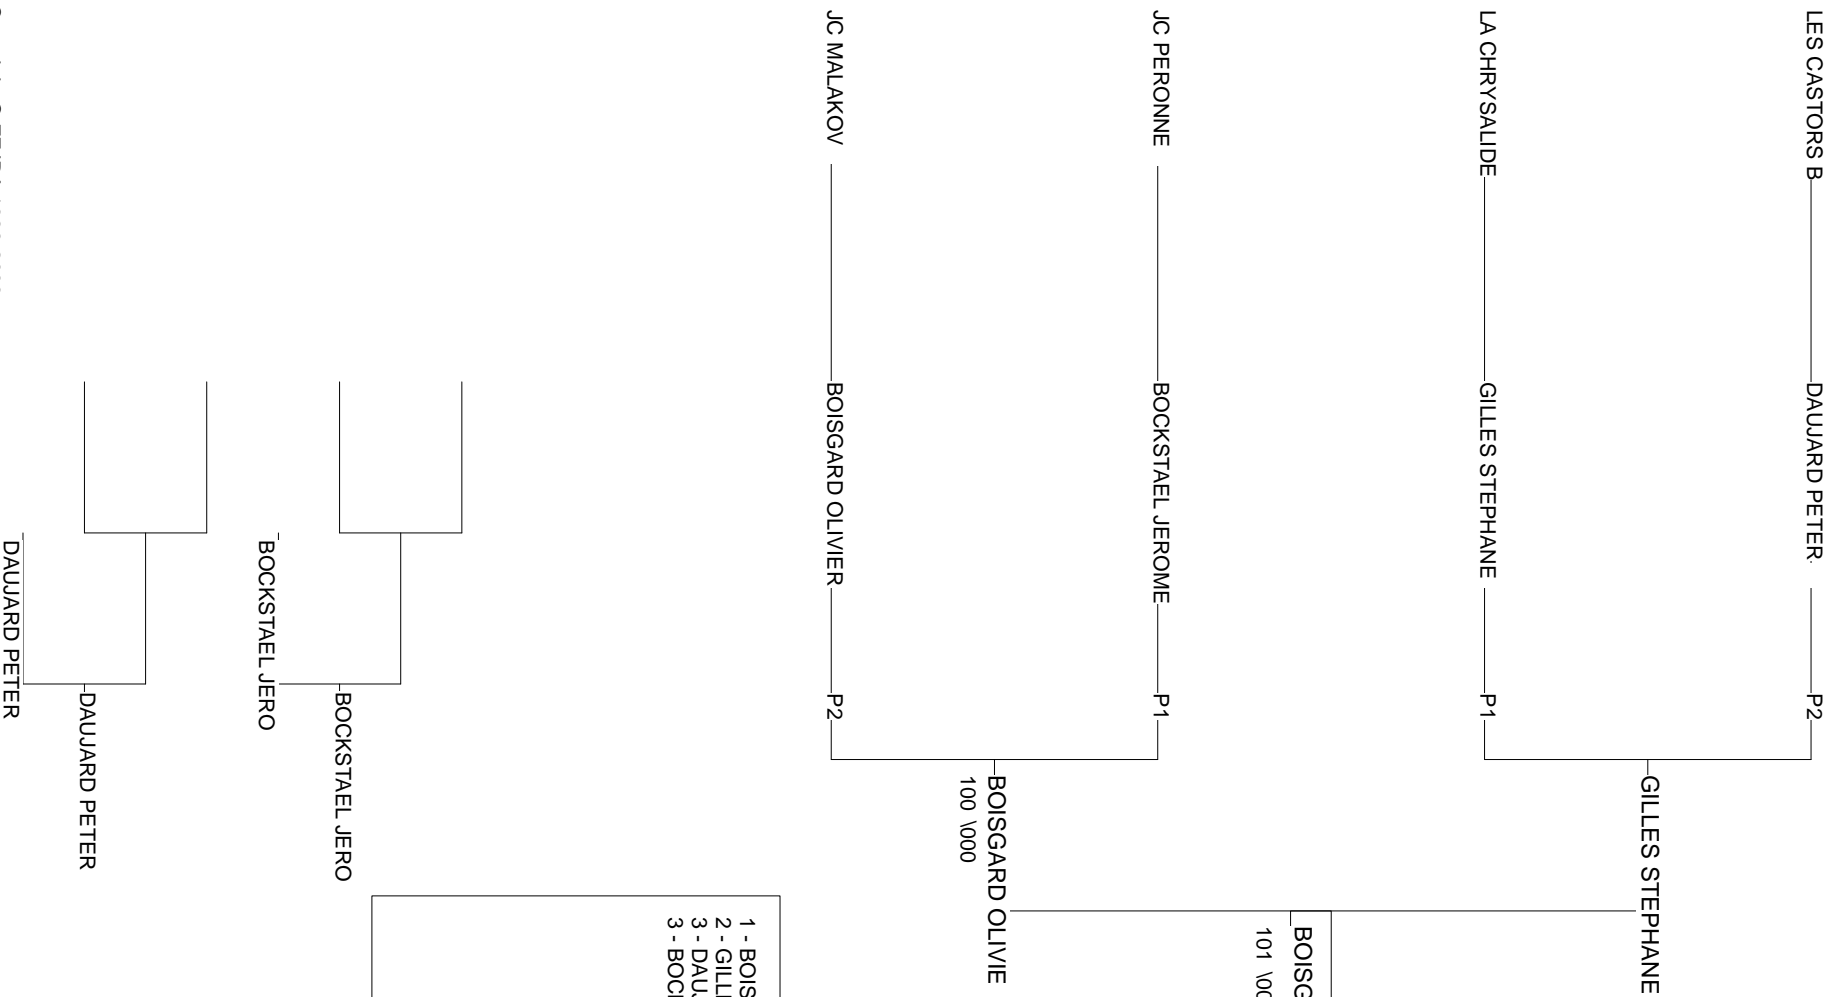 LES CASTORS B
DAUJARD PETER
P2
LA CHRYSALIDE
GILLES STEPHANE
P1
GILLES STEPHANE
JC PERONNE
BOCKSTAEL JEROME
P1
JC MALAKOV
BOISGARD OLIVIER
P2
BOISGARD OLIVIE
100 \000
BOISG
101 \00
1 - BOIS
2 - GILL
3 - DAUJ
3 - BOC
BOCKSTAEL JERO
BOCKSTAEL JERO
DAUJARD PETER
DAUJARD PETER